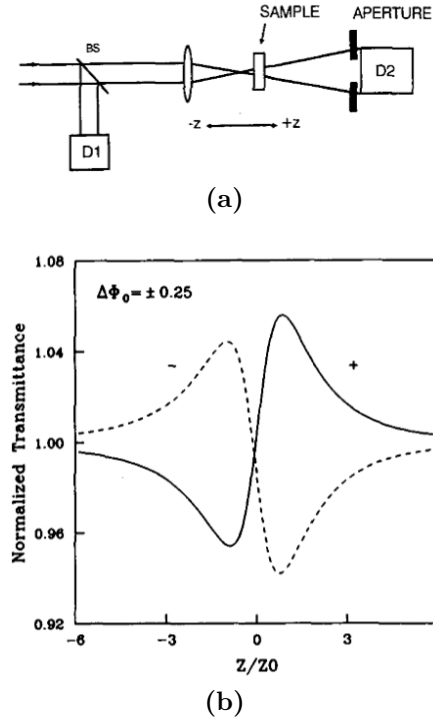 SAMPLE APERTURE
BS
D2
-z +z
D1
(a)
1.08
ΔΦ₀ = ± 0.25
1.04
- +
1.00
0.96
0.92
-6 -3 0 3
Z/Z0
Normalized Transmittance
(b)